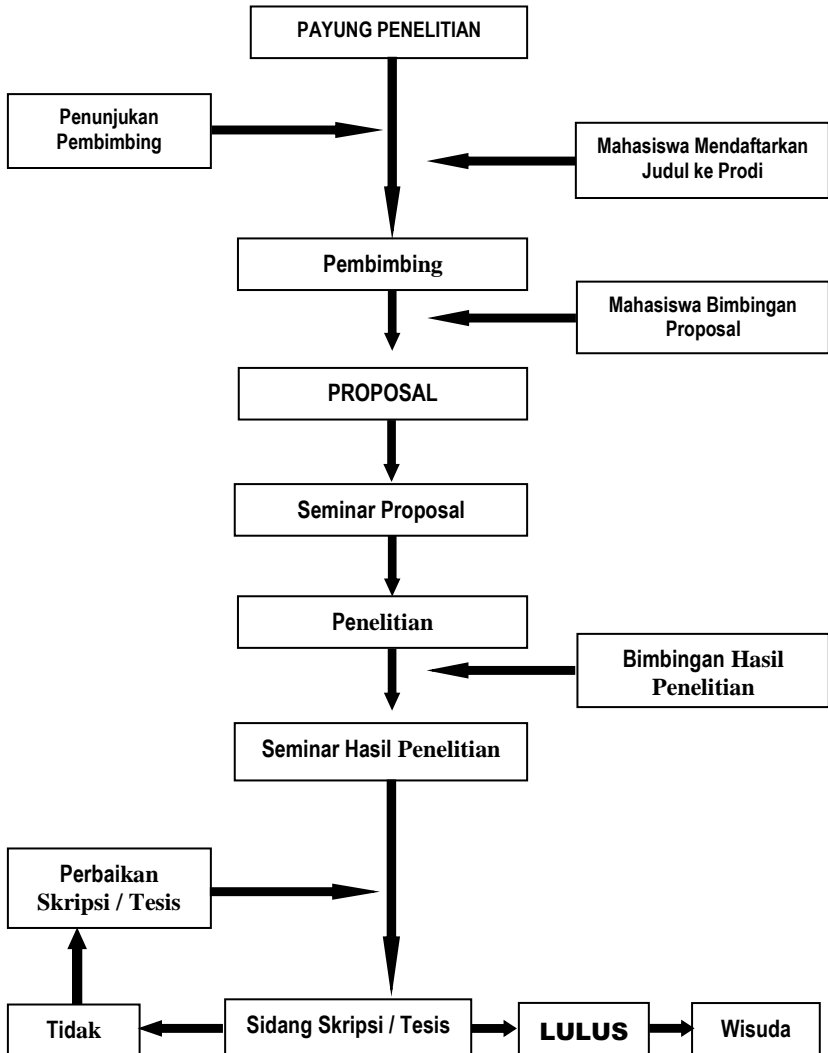 PAYUNG PENELITIAN
Penunjukan
Pembimbing
Mahasiswa Mendaftarkan
Judul ke Prodi
Pembimbing
Mahasiswa Bimbingan
Proposal
PROPOSAL
Seminar Proposal
Penelitian
Bimbingan Hasil
Penelitian
Seminar Hasil Penelitian
Perbaikan
Skripsi / Tesis
Tidak
Sidang Skripsi / Tesis
LULUS
Wisuda